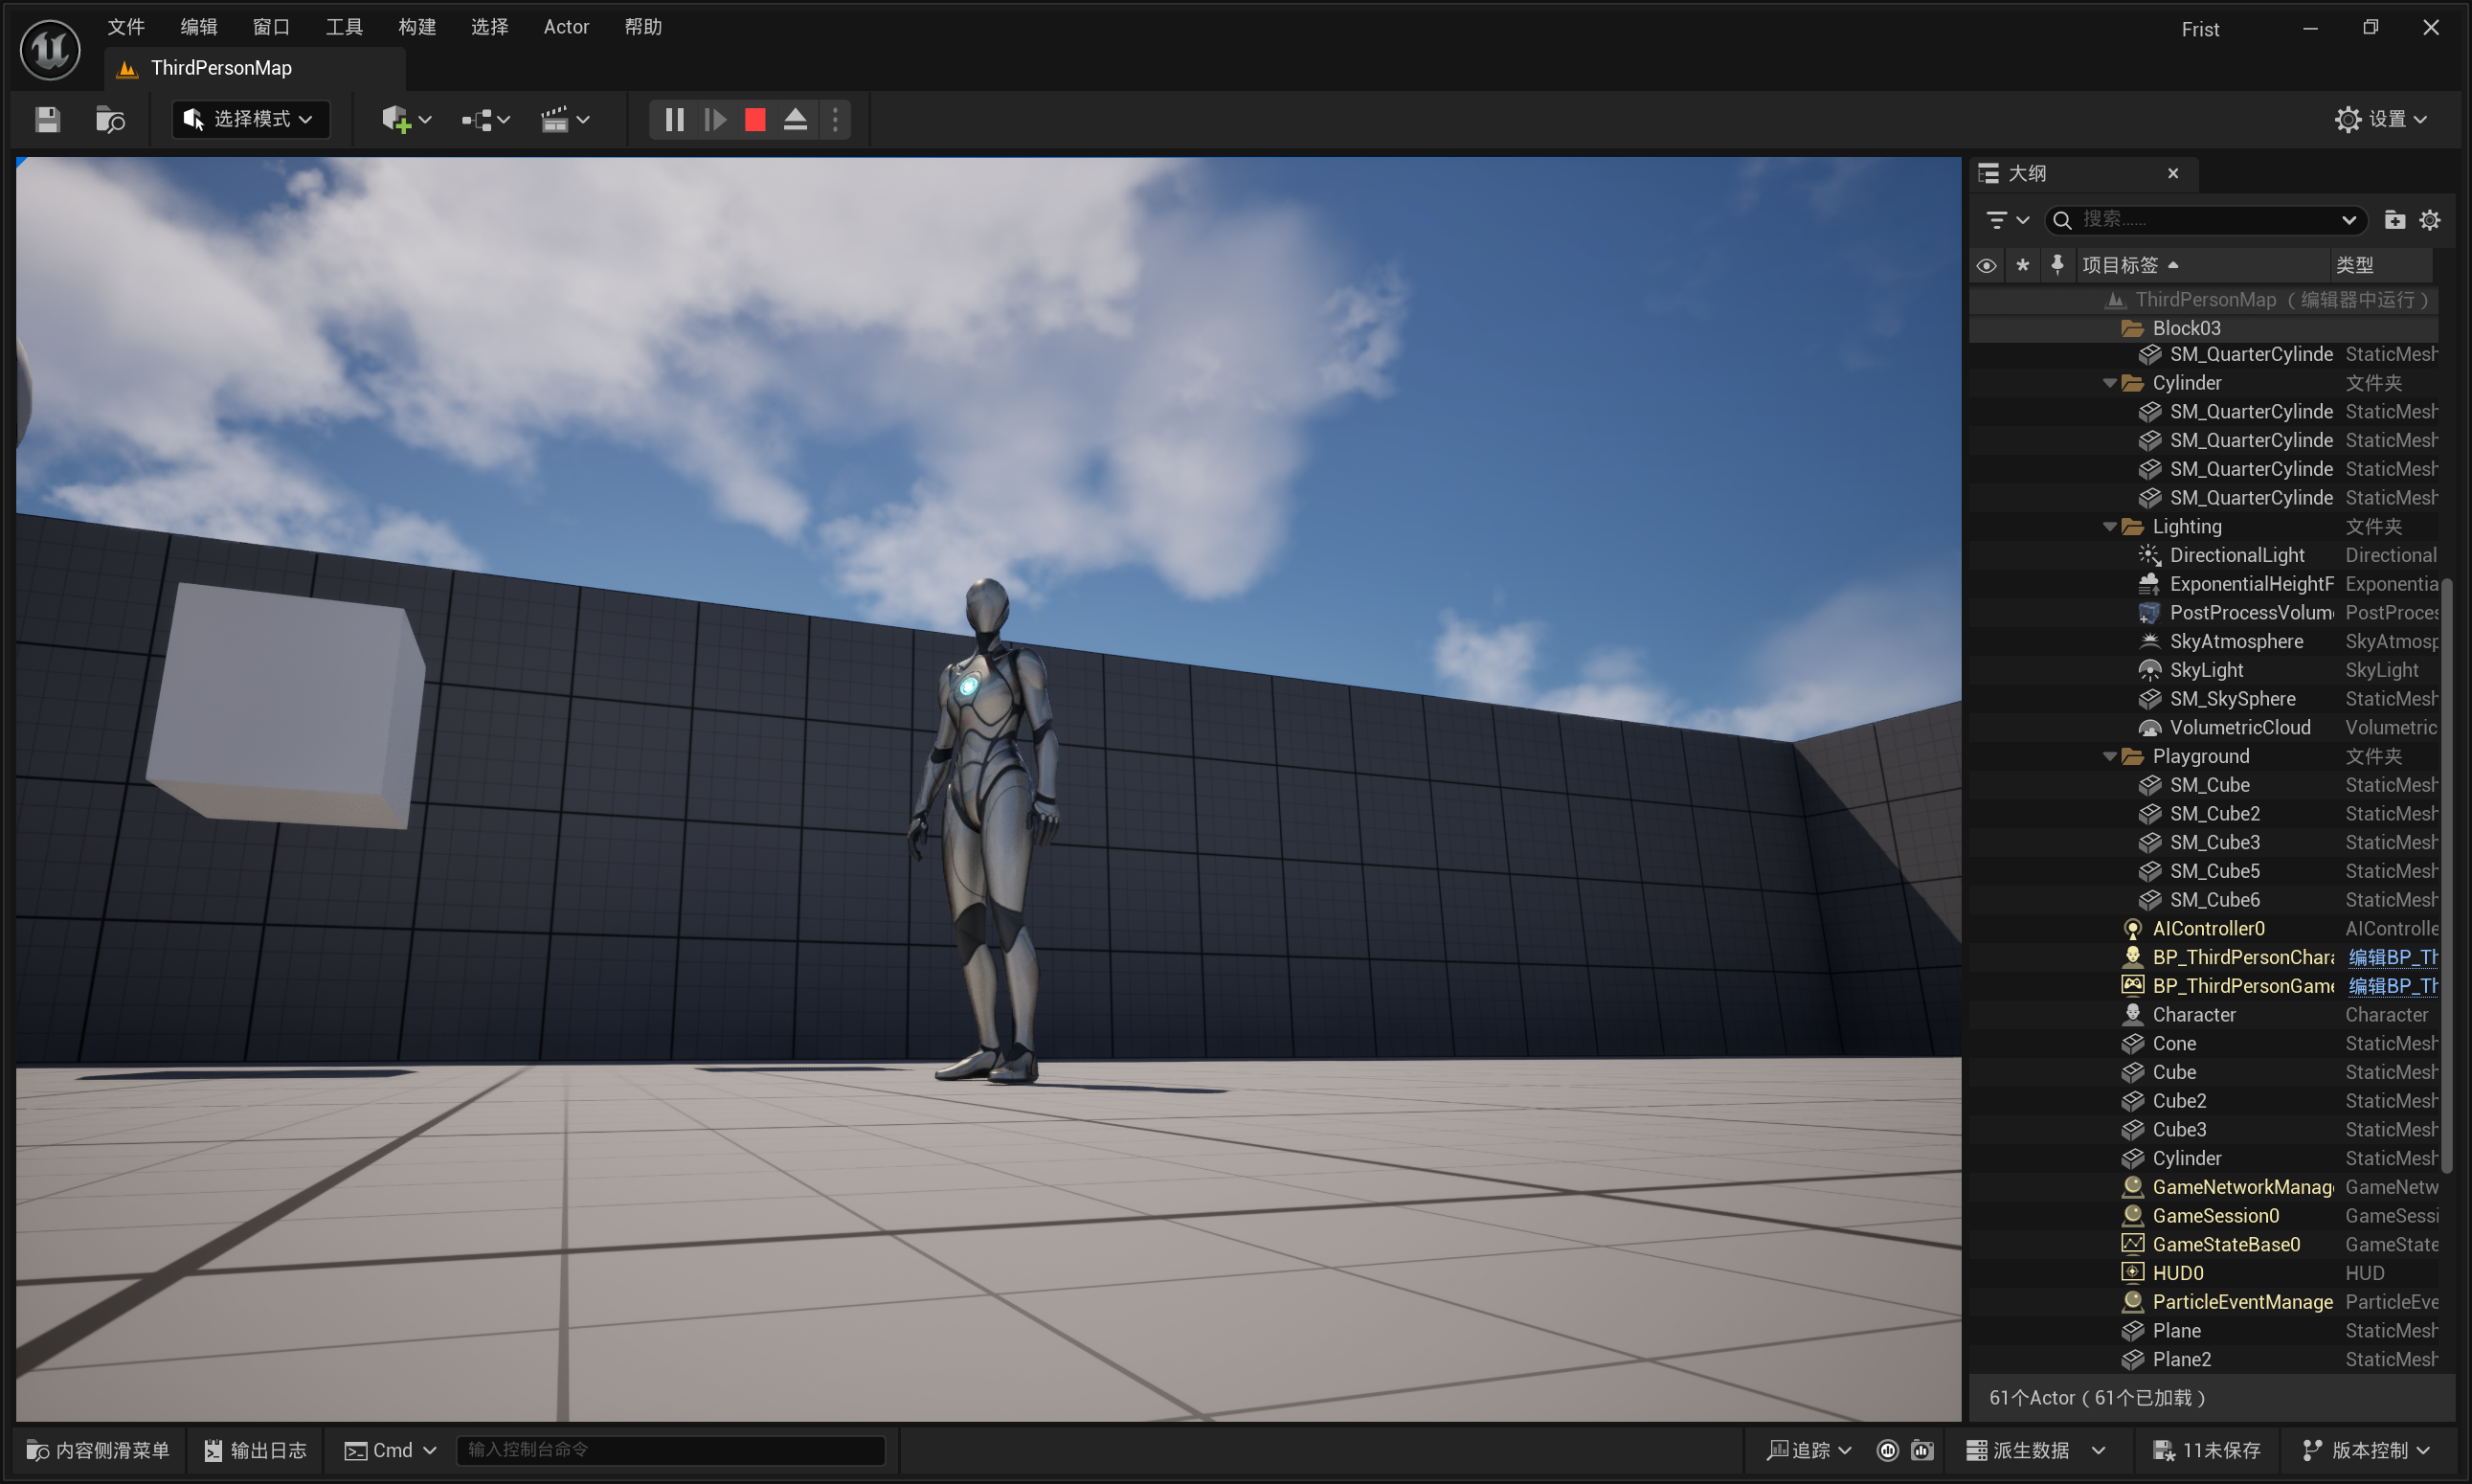 文件 编辑 窗口 工具 构建 选择 Actor 帮助 Frist
ThirdPersonMap
选择模式 设置
大纲
搜索......
项目标签 类型
ThirdPersonMap（编辑器中运行）
Block03
SM_QuarterCylinde StaticMesh
Cylinder 文件夹
SM_QuarterCylinde StaticMesh
SM_QuarterCylinde StaticMesh
SM_QuarterCylinde StaticMesh
SM_QuarterCylinde StaticMesh
Lighting 文件夹
DirectionalLight Directional
ExponentialHeightF Exponentia
PostProcessVolum PostProces
SkyAtmosphere SkyAtmosp
SkyLight SkyLight
SM_SkySphere StaticMesh
VolumetricCloud Volumetric
Playground 文件夹
SM_Cube StaticMesh
SM_Cube2 StaticMesh
SM_Cube3 StaticMesh
SM_Cube5 StaticMesh
SM_Cube6 StaticMesh
AIController0 AIControlle
BP_ThirdPersonChara 编辑BP_Th
BP_ThirdPersonGame 编辑BP_Th
Character Character
Cone StaticMesh
Cube StaticMesh
Cube2 StaticMesh
Cube3 StaticMesh
Cylinder StaticMesh
GameNetworkManag GameNetw
GameSession0 GameSessi
GameStateBase0 GameState
HUD0 HUD
ParticleEventManage ParticleEve
Plane StaticMesh
Plane2 StaticMesh
61个Actor（61个已加载）
内容侧滑菜单 输出日志 Cmd 输入控制台命令 追踪 派生数据 11未保存 版本控制